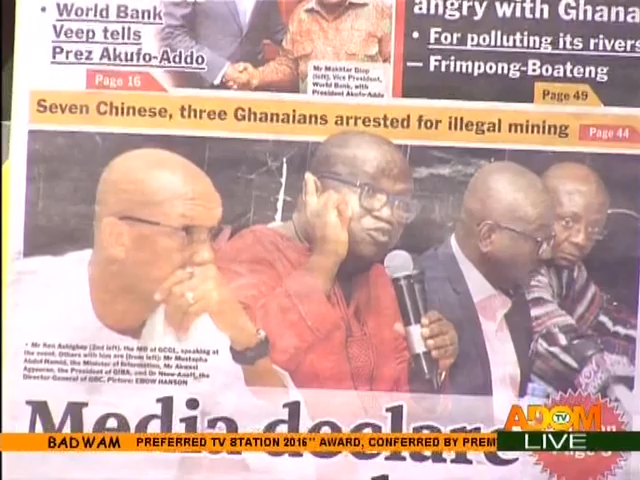 • World Bank
Veep tells
Prez Akufo-Addo
Page 16
Mr Makhtar Diop
(left), Vice President,
World Bank, with
President Akufo-Addo
angry with Ghana
• For polluting its rivers
— Frimpong-Boateng
Page 49
Seven Chinese, three Ghanaians arrested for illegal mining
Page 44
• Mr Ken Ashigbey (2nd left), the MD of GCGL, speaking at
the event. Others with him are (from left): Mr Mustapha
Abdul-Hamid, the Minister of Information, Mr Akwasi
Agyeman, the President of GIBA, and Dr
Director-General of GBC. Picture: EBOW HANSON
Media declare
ADOM
TV
LIVE
BADWAM PREFERRED TV STATION 2016" AWARD, CONFERRED BY PREM